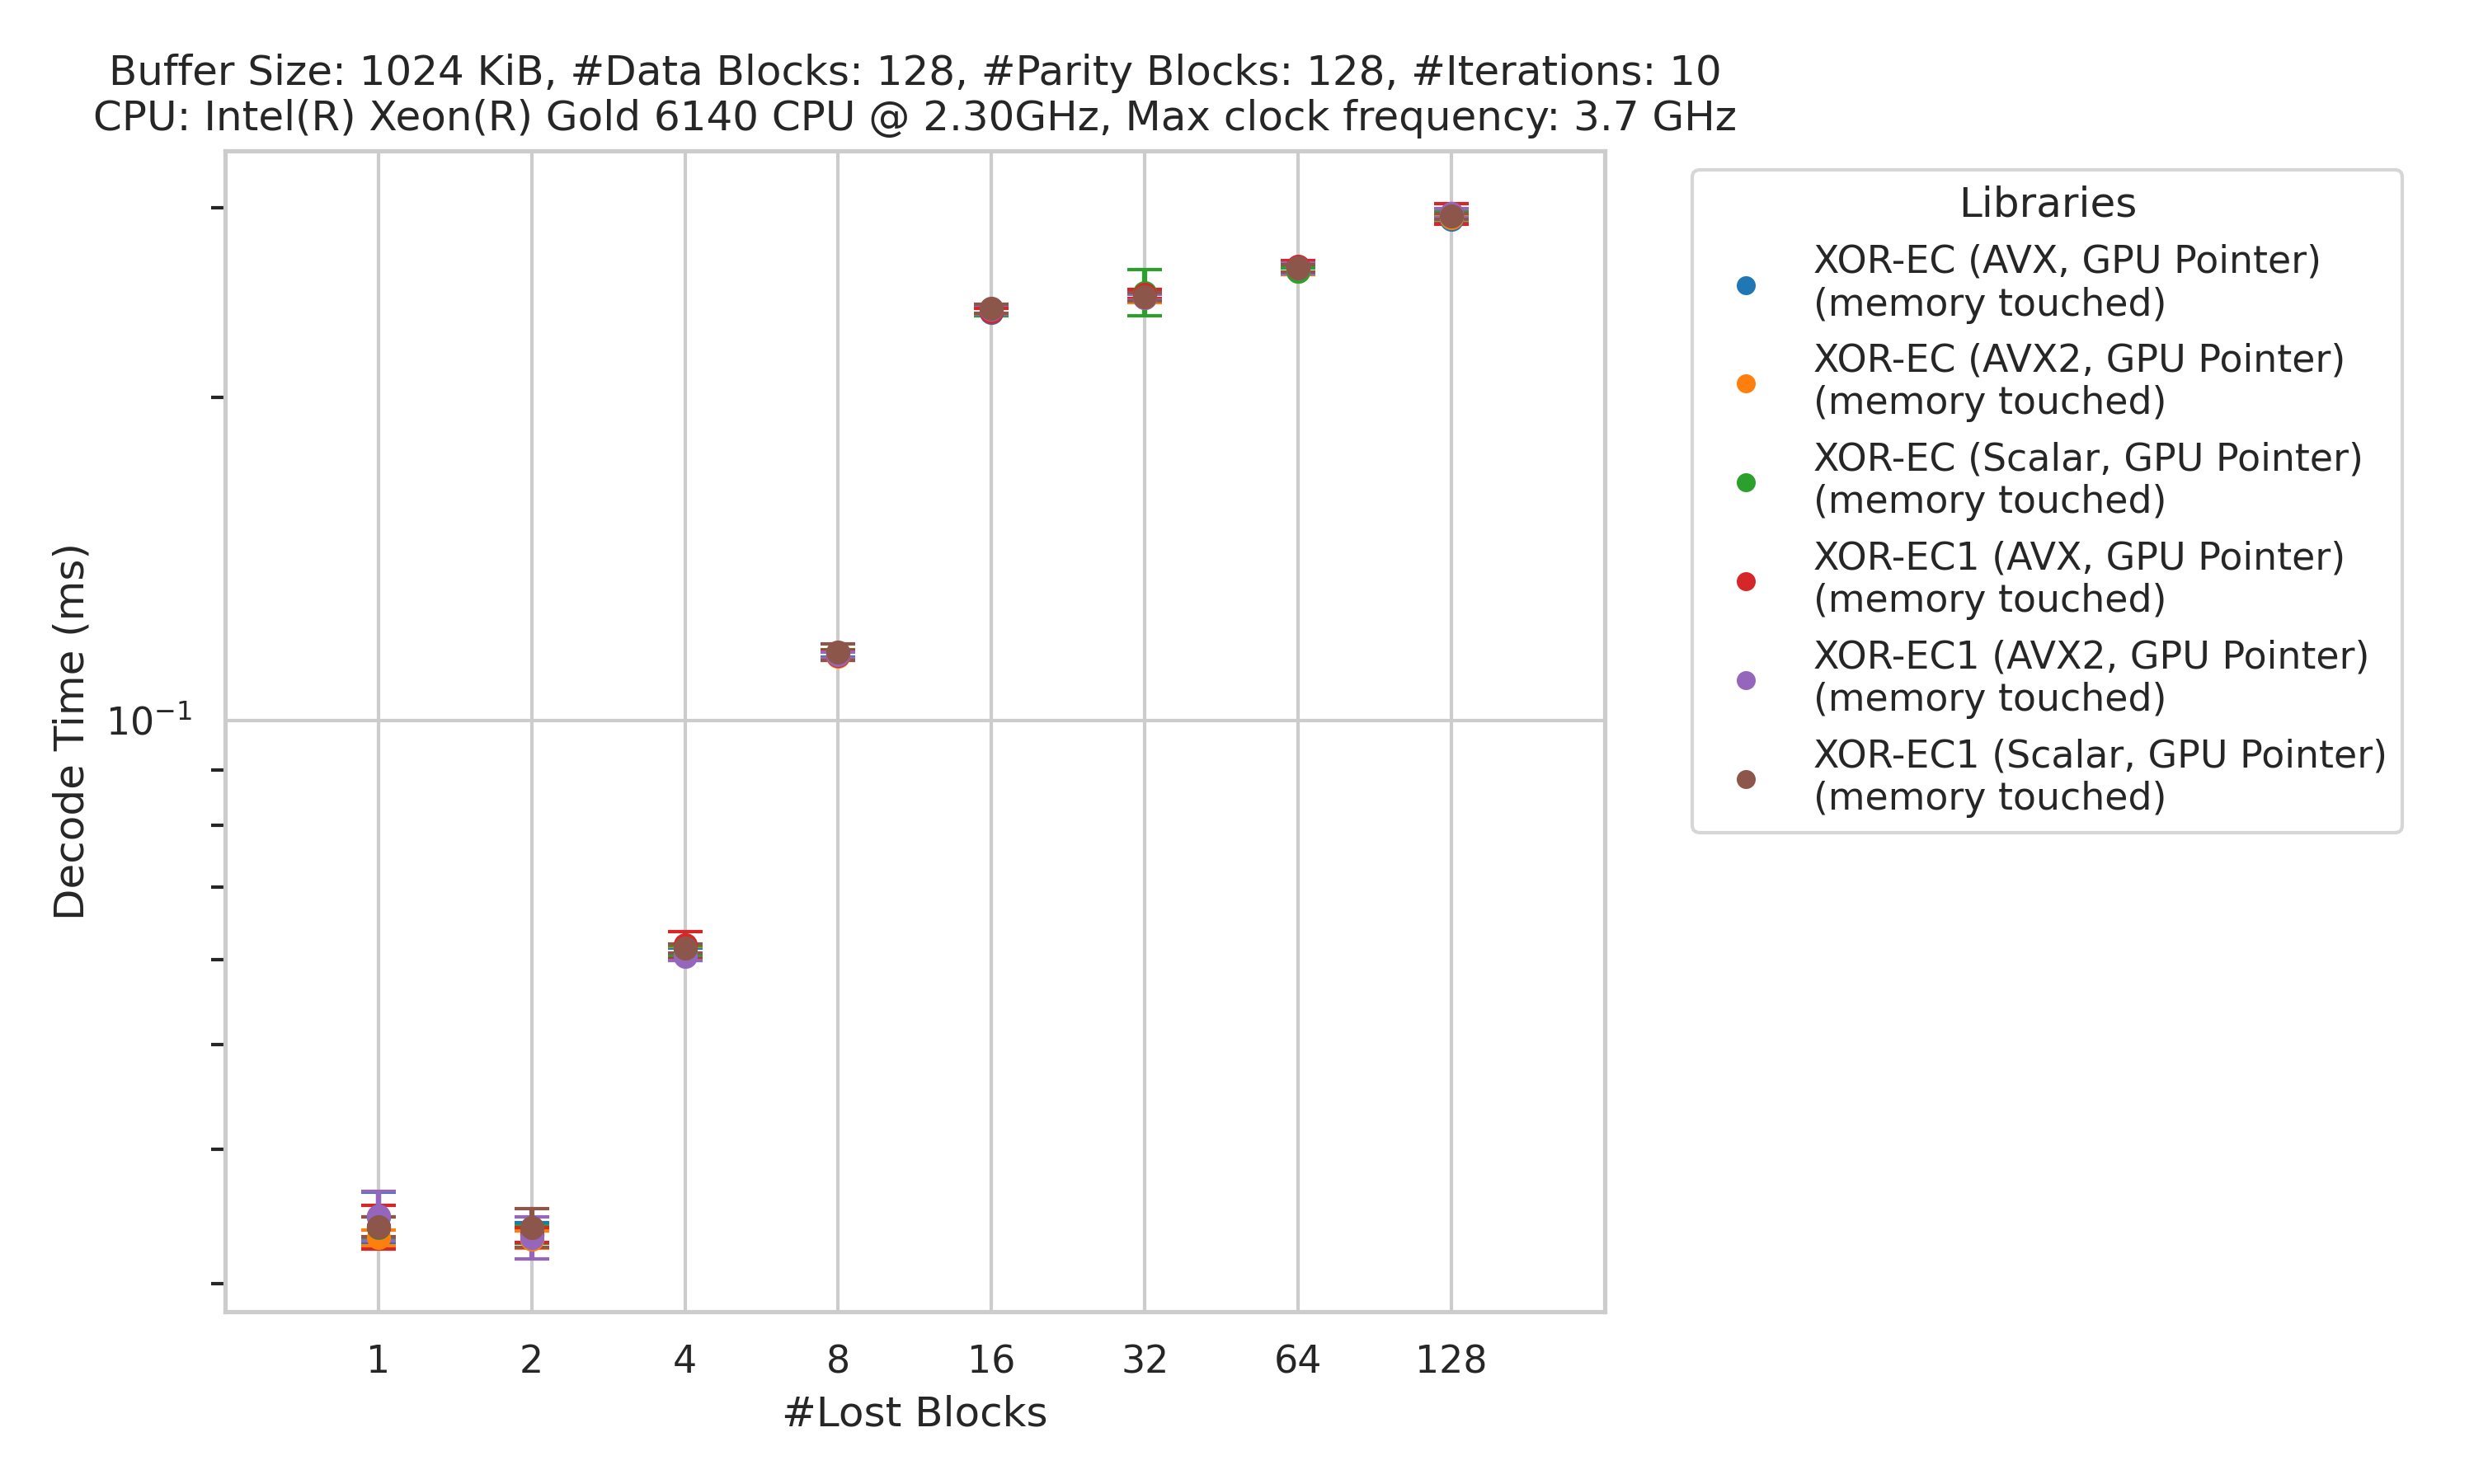 Buffer Size: 1024 KiB, #Data Blocks: 128, #Parity Blocks: 128, #Iterations: 10
CPU: Intel(R) Xeon(R) Gold 6140 CPU @ 2.30GHz, Max clock frequency: 3.7 GHz
Decode Time (ms)
10⁻¹
1 2 4 8 16 32 64 128
#Lost Blocks
Libraries
XOR-EC (AVX, GPU Pointer)
(memory touched)
XOR-EC (AVX2, GPU Pointer)
(memory touched)
XOR-EC (Scalar, GPU Pointer)
(memory touched)
XOR-EC1 (AVX, GPU Pointer)
(memory touched)
XOR-EC1 (AVX2, GPU Pointer)
(memory touched)
XOR-EC1 (Scalar, GPU Pointer)
(memory touched)